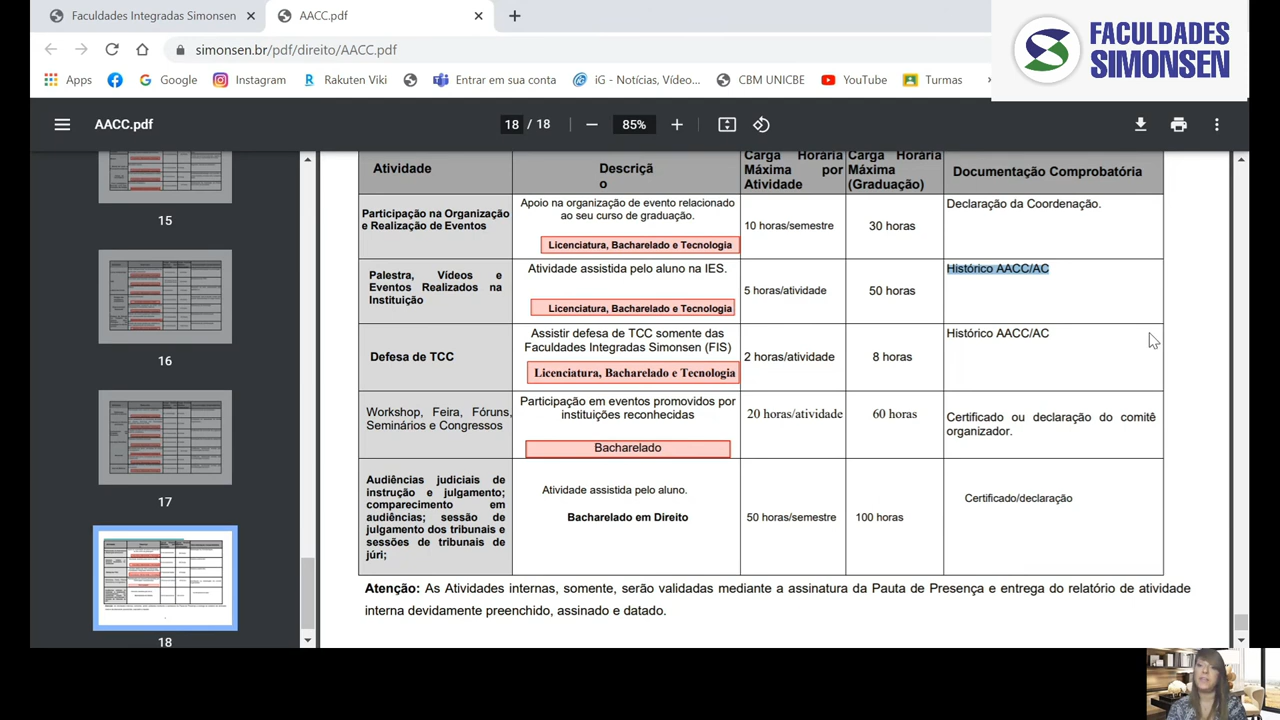 Faculdades Integradas Simonsen
AACC.pdf
simonsen.br/pdf/direito/AACC.pdf
Apps
Google
Instagram
Rakuten Viki
Entrar em sua conta
iG - Notícias, Vídeo...
CBM UNICBE
YouTube
Turmas
FACULDADES
SIMONSEN
AACC.pdf
18 / 18
85%
15
16
17
18
Atividade
Descriçã
o
Carga Horária
Máxima por
Atividade
Carga Horária
Máxima
(Graduação)
Documentação Comprobatória
Participação na Organização
e Realização de Eventos
Apoio na organização de evento relacionado
ao seu curso de graduação.
Licenciatura, Bacharelado e Tecnologia
10 horas/semestre
30 horas
Declaração da Coordenação.
Palestra, Vídeos e
Eventos Realizados na
Instituição
Atividade assistida pelo aluno na IES.
Licenciatura, Bacharelado e Tecnologia
5 horas/atividade
50 horas
Histórico AACC/AC
Defesa de TCC
Assistir defesa de TCC somente das
Faculdades Integradas Simonsen (FIS)
Licenciatura, Bacharelado e Tecnologia
2 horas/atividade
8 horas
Histórico AACC/AC
Workshop, Feira, Fóruns,
Seminários e Congressos
Participação em eventos promovidos por
instituições reconhecidas
Bacharelado
20 horas/atividade
60 horas
Certificado ou declaração do comitê
organizador.
Audiências judiciais de
instrução e julgamento;
comparecimento em
audiências; sessão de
julgamento dos tribunais e
sessões de tribunais de
júri;
Atividade assistida pelo aluno.
Bacharelado em Direito
50 horas/semestre
100 horas
Certificado/declaração
Atenção: As Atividades internas, somente, serão validadas mediante a assinatura da Pauta de Presença e entrega do relatório de atividade
interna devidamente preenchido, assinado e datado.